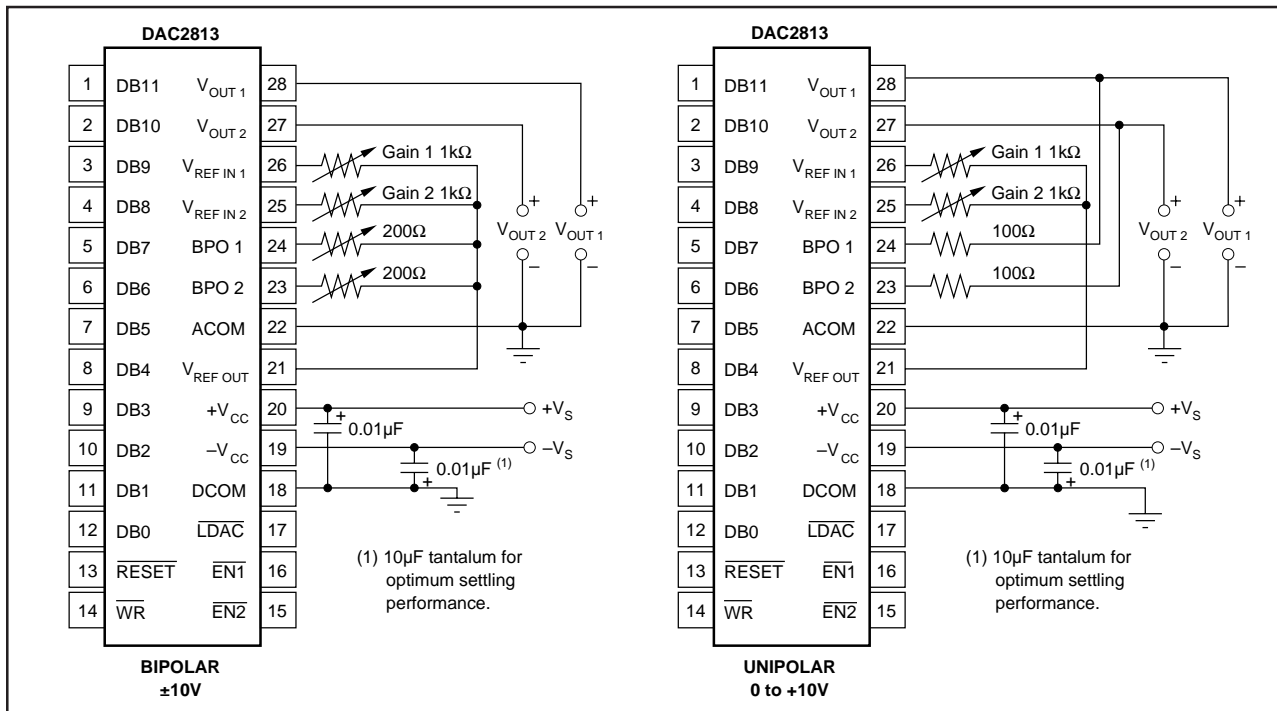 DAC2813
1 DB11 V_OUT 1 28
2 DB10 V_OUT 2 27
3 DB9 V_REF IN 1 26 Gain 1 1kΩ
4 DB8 V_REF IN 2 25 Gain 2 1kΩ
5 DB7 BPO 1 24 200Ω
6 DB6 BPO 2 23 200Ω
7 DB5 ACOM 22
8 DB4 V_REF OUT 21
9 DB3 +V_CC 20 +V_S
10 DB2 –V_CC 19 –V_S
11 DB1 DCOM 18
12 DB0 LDAC 17
13 RESET EN1 16
14 WR EN2 15
+ +
V_OUT 2 V_OUT 1
– –
+ 0.01µF
0.01µF (1)
+
(1) 10µF tantalum for
optimum settling
performance.
BIPOLAR
±10V
DAC2813
1 DB11 V_OUT 1 28
2 DB10 V_OUT 2 27
3 DB9 V_REF IN 1 26 Gain 1 1kΩ
4 DB8 V_REF IN 2 25 Gain 2 1kΩ
5 DB7 BPO 1 24 100Ω
6 DB6 BPO 2 23 100Ω
7 DB5 ACOM 22
8 DB4 V_REF OUT 21
9 DB3 +V_CC 20 +V_S
10 DB2 –V_CC 19 –V_S
11 DB1 DCOM 18
12 DB0 LDAC 17
13 RESET EN1 16
14 WR EN2 15
+ +
V_OUT 2 V_OUT 1
– –
+ 0.01µF
0.01µF (1)
+
(1) 10µF tantalum for
optimum settling
performance.
UNIPOLAR
0 to +10V